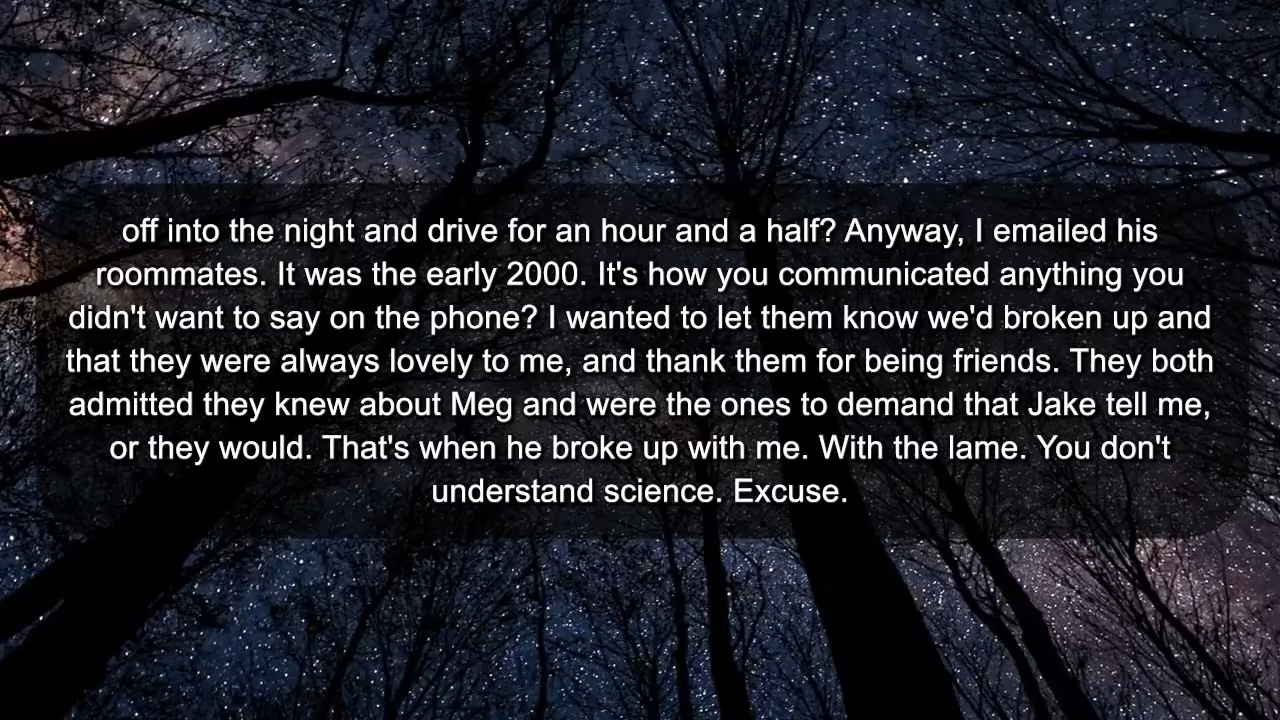 off into the night and drive for an hour and a half? Anyway, I emailed his
roommates. It was the early 2000. It's how you communicated anything you
didn't want to say on the phone? I wanted to let them know we'd broken up and
that they were always lovely to me, and thank them for being friends. They both
admitted they knew about Meg and were the ones to demand that Jake tell me,
or they would. That's when he broke up with me. With the lame. You don't
understand science. Excuse.